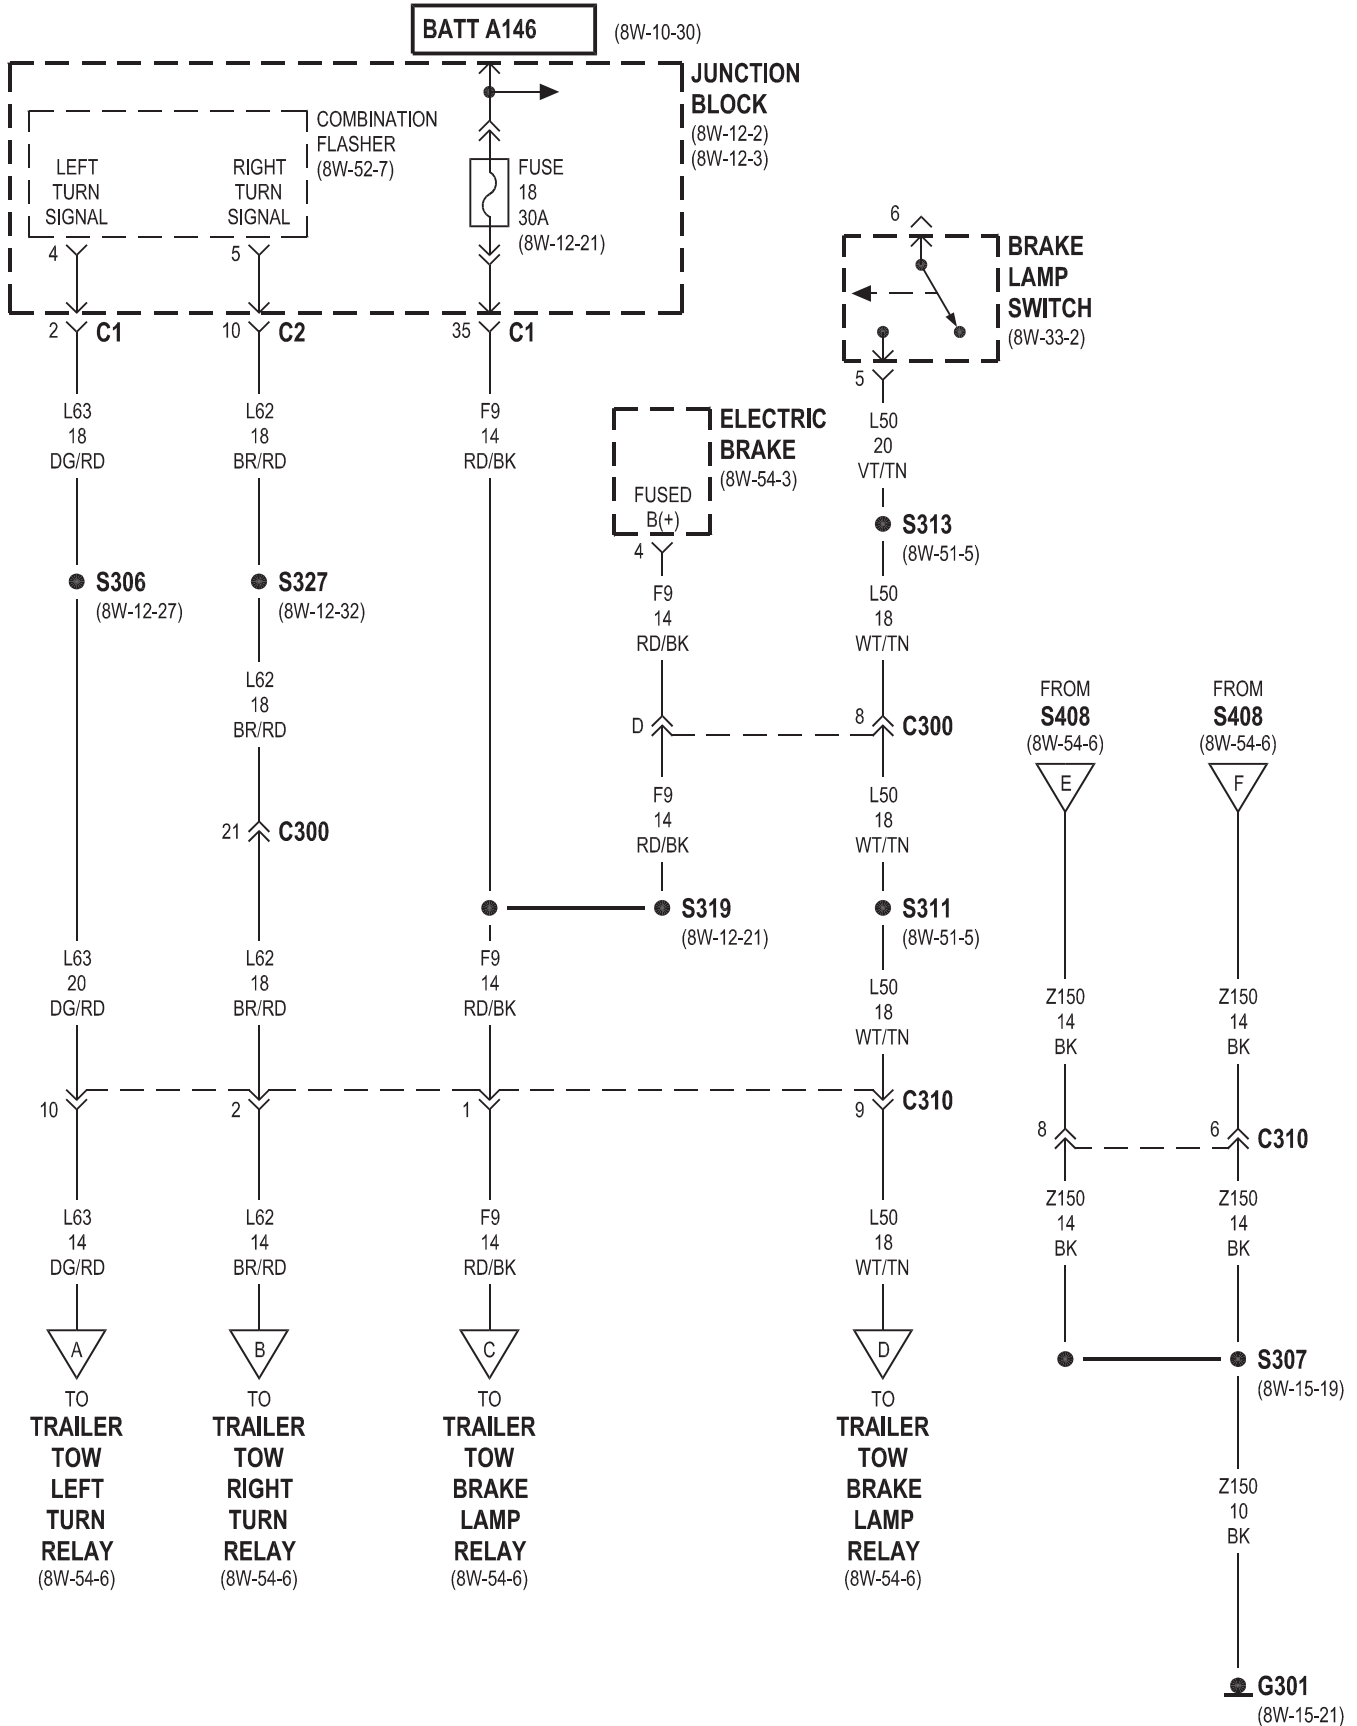 BATT A146
(8W-10-30)
JUNCTION
BLOCK
(8W-12-2)
(8W-12-3)
COMBINATION
FLASHER
(8W-52-7)
LEFT
TURN
SIGNAL
RIGHT
TURN
SIGNAL
FUSE
18
30A
(8W-12-21)
4
5
2
C1
10
C2
35
C1
6
BRAKE
LAMP
SWITCH
(8W-33-2)
5
L63
18
DG/RD
L62
18
BR/RD
F9
14
RD/BK
ELECTRIC
BRAKE
(8W-54-3)
FUSED
B(+)
4
L50
20
VT/TN
S313
(8W-51-5)
S306
(8W-12-27)
S327
(8W-12-32)
F9
14
RD/BK
L50
18
WT/TN
L62
18
BR/RD
D
8
C300
FROM
S408
(8W-54-6)
E
FROM
S408
(8W-54-6)
F
21
C300
F9
14
RD/BK
L50
18
WT/TN
S319
(8W-12-21)
S311
(8W-51-5)
L63
20
DG/RD
L62
18
BR/RD
F9
14
RD/BK
L50
18
WT/TN
Z150
14
BK
Z150
14
BK
10
2
1
9
C310
8
6
C310
L63
14
DG/RD
L62
14
BR/RD
F9
14
RD/BK
L50
18
WT/TN
Z150
14
BK
Z150
14
BK
A
B
C
D
S307
(8W-15-19)
TO
TRAILER
TOW
LEFT
TURN
RELAY
(8W-54-6)
TO
TRAILER
TOW
RIGHT
TURN
RELAY
(8W-54-6)
TO
TRAILER
TOW
BRAKE
LAMP
RELAY
(8W-54-6)
TO
TRAILER
TOW
BRAKE
LAMP
RELAY
(8W-54-6)
Z150
10
BK
G301
(8W-15-21)